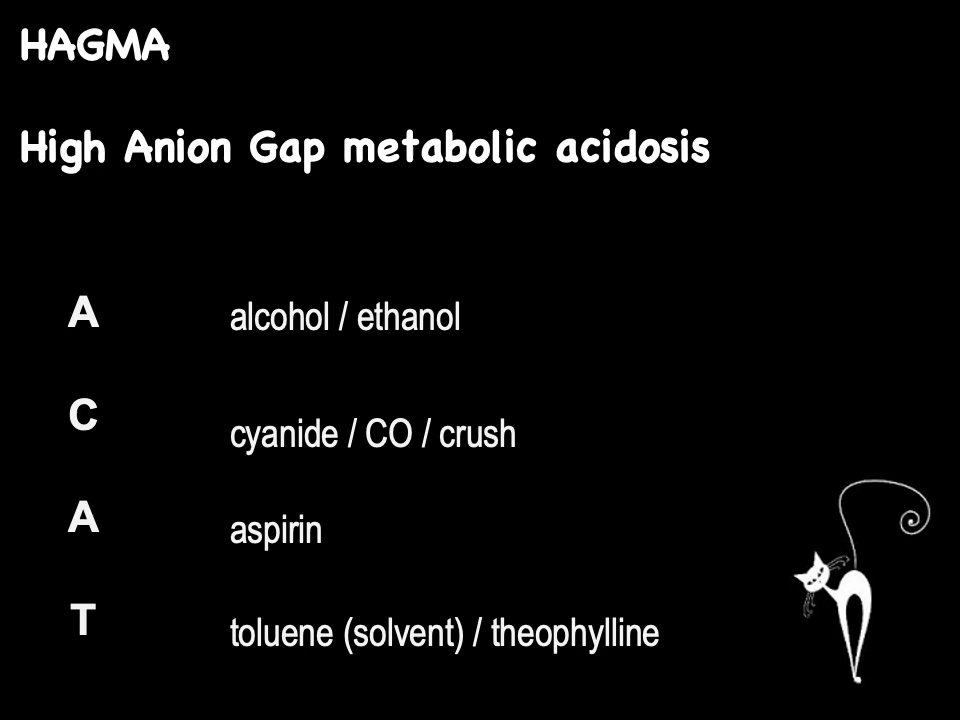 HAGMA
High Anion Gap metabolic acidosis
A alcohol / ethanol
C cyanide / CO / crush
A aspirin
T toluene (solvent) / theophylline